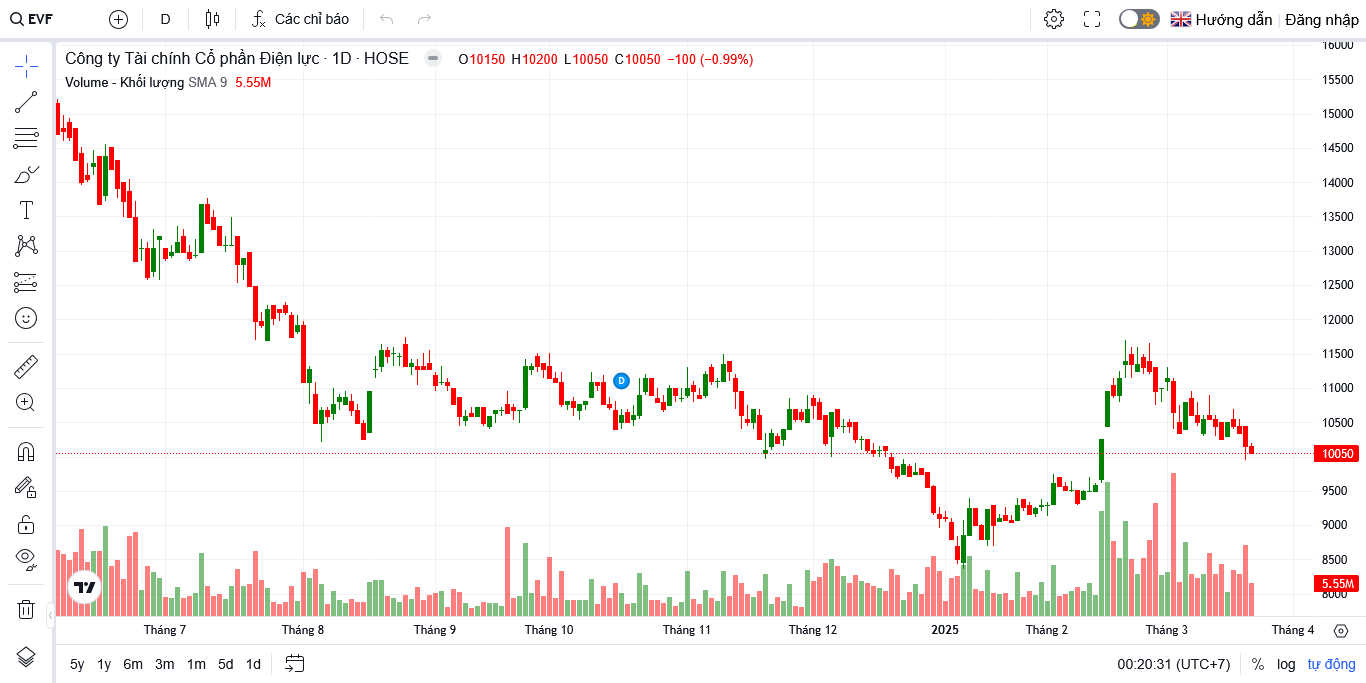 EVF D Các chỉ báo Hướng dẫn Đăng nhập
Công ty Tài chính Cổ phần Điện lực · 1D · HOSE O10150 H10200 L10050 C10050 −100 (−0.99%)
Volume - Khối lượng SMA 9 5.55M
16000
15500
15000
14500
14000
13500
13000
12500
12000
11500
11000
D
10500
10050
9500
9000
8500
5.55M
8000
Tháng 7 Tháng 8 Tháng 9 Tháng 10 Tháng 11 Tháng 12 2025 Tháng 2 Tháng 3 Tháng 4
5y 1y 6m 3m 1m 5d 1d 00:20:31 (UTC+7) % log tự động